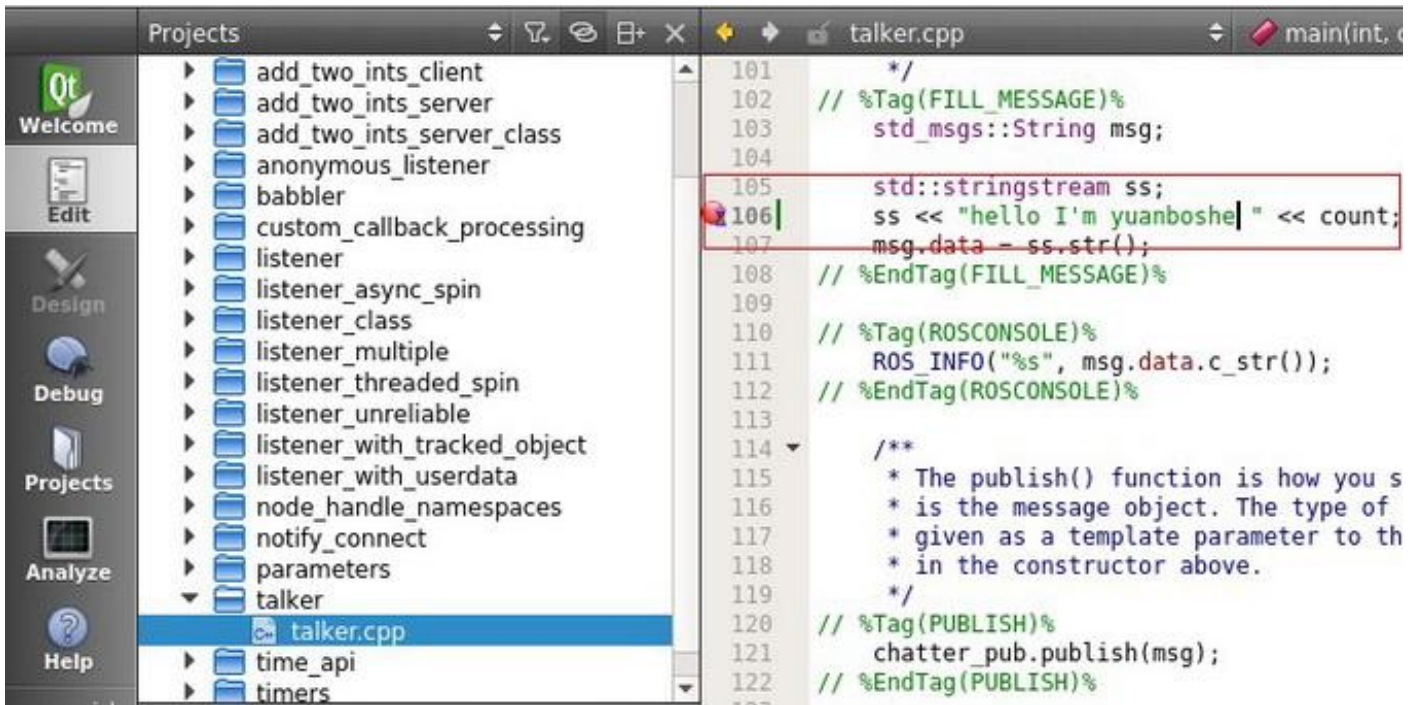 Projects
talker.cpp
main(int, c
Qt
Welcome
Edit
Design
Debug
Projects
Analyze
Help
add_two_ints_client
add_two_ints_server
add_two_ints_server_class
anonymous_listener
babbler
custom_callback_processing
listener
listener_async_spin
listener_class
listener_multiple
listener_threaded_spin
listener_unreliable
listener_with_tracked_object
listener_with_userdata
node_handle_namespaces
notify_connect
parameters
talker
talker.cpp
time_api
timers
101 */
102 // %Tag(FILL_MESSAGE)%
103 std_msgs::String msg;
104
105 std::stringstream ss;
106 ss << "hello I'm yuanboshe " << count;
107 msg.data = ss.str();
108 // %EndTag(FILL_MESSAGE)%
109
110 // %Tag(ROSCONSOLE)%
111 ROS_INFO("%s", msg.data.c_str());
112 // %EndTag(ROSCONSOLE)%
113
114 /**
115 * The publish() function is how you s
116 * is the message object. The type of
117 * given as a template parameter to th
118 * in the constructor above.
119 */
120 // %Tag(PUBLISH)%
121 chatter_pub.publish(msg);
122 // %EndTag(PUBLISH)%